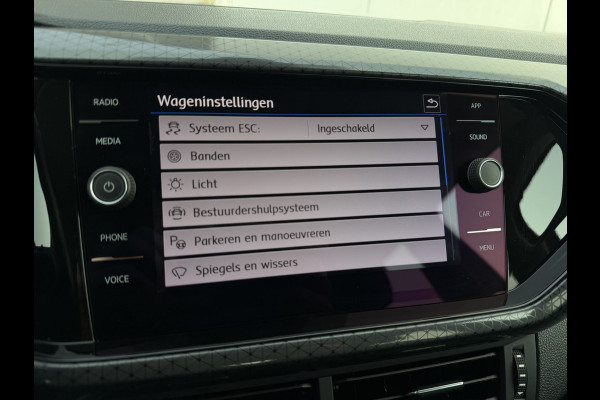 RADIO
MEDIA
PHONE
VOICE
Wageninstellingen
Systeem ESC: Ingeschakeld
Banden
Licht
Bestuurdershulpsysteem
Parkeren en manoeuvreren
Spiegels en wissers
APP
SOUND
CAR
MENU